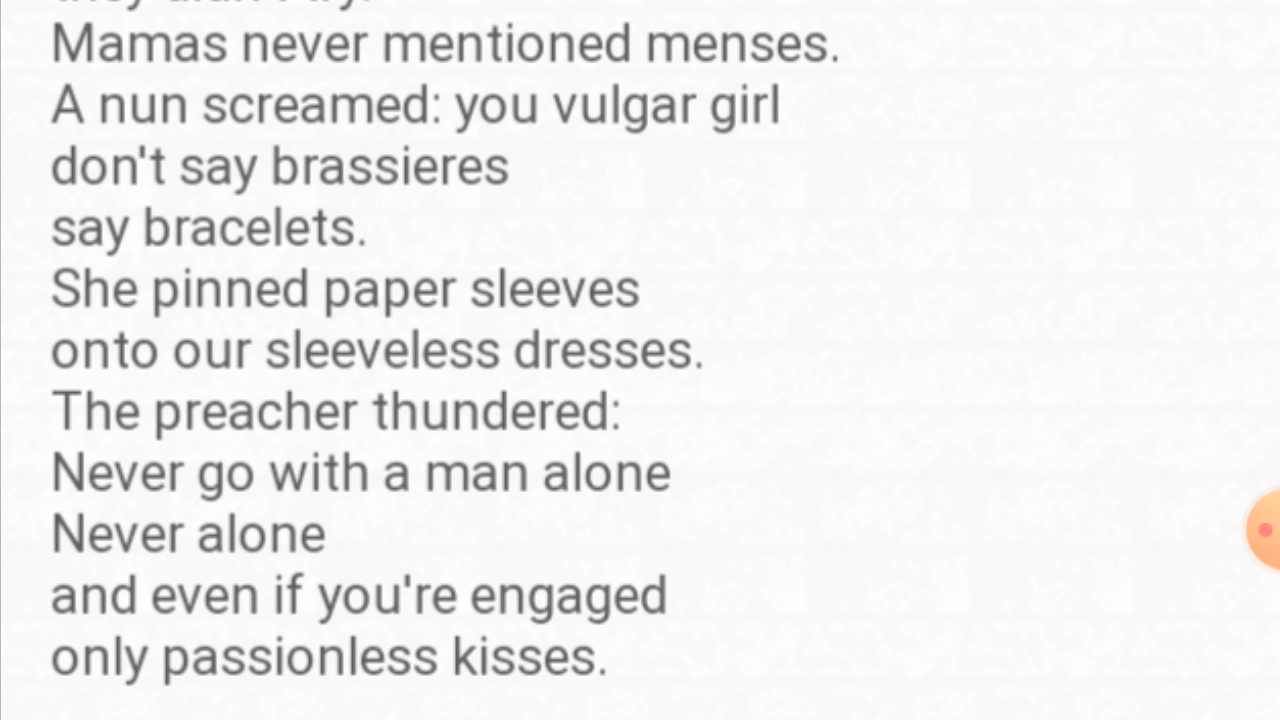 Mamas never mentioned menses.
A nun screamed: you vulgar girl
don't say brassieres
say bracelets.
She pinned paper sleeves
onto our sleeveless dresses.
The preacher thundered:
Never go with a man alone
Never alone
and even if you're engaged
only passionless kisses.